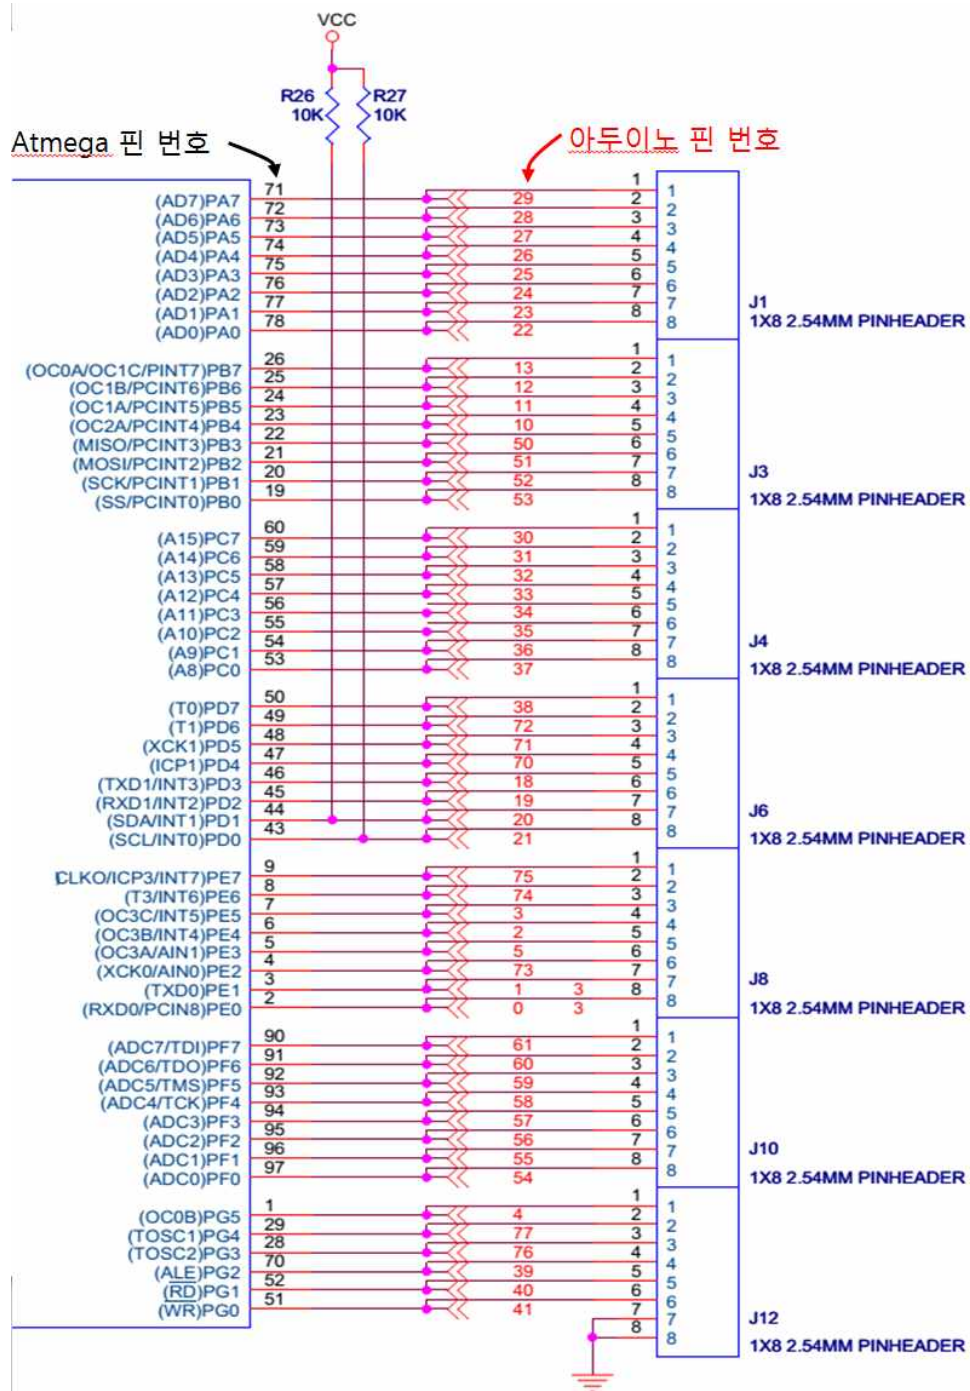 VCC
R26 R27
10K 10K
Atmega 핀 번호 아두이노 핀 번호
(AD7)PA7 71 29 1 1
(AD6)PA6 72 28 2 2
(AD5)PA5 73 27 3 3
(AD4)PA4 74 26 4 4
(AD3)PA3 75 25 5 5
(AD2)PA2 76 24 6 6
(AD1)PA1 77 23 7 7
(AD0)PA0 78 22 8 8
J1
1X8 2.54MM PINHEADER
(OC0A/OC1C/PINT7)PB7 26 13 1 1
(OC1B/PCINT6)PB6 25 12 2 2
(OC1A/PCINT5)PB5 24 11 3 3
(OC2A/PCINT4)PB4 23 10 4 4
(MISO/PCINT3)PB3 22 50 5 5
(MOSI/PCINT2)PB2 21 51 6 6
(SCK/PCINT1)PB1 20 52 7 7
(SS/PCINT0)PB0 19 53 8 8
J3
1X8 2.54MM PINHEADER
(A15)PC7 60 30 1 1
(A14)PC6 59 31 2 2
(A13)PC5 58 32 3 3
(A12)PC4 57 33 4 4
(A11)PC3 56 34 5 5
(A10)PC2 55 35 6 6
(A9)PC1 54 36 7 7
(A8)PC0 53 37 8 8
J4
1X8 2.54MM PINHEADER
(T0)PD7 50 38 1 1
(T1)PD6 49 72 2 2
(XCK1)PD5 48 71 3 3
(ICP1)PD4 47 70 4 4
(TXD1/INT3)PD3 46 18 5 5
(RXD1/INT2)PD2 45 19 6 6
(SDA/INT1)PD1 44 20 7 7
(SCL/INT0)PD0 43 21 8 8
J6
1X8 2.54MM PINHEADER
CLKO/ICP3/INT7)PE7 9 75 1 1
(T3/INT6)PE6 8 74 2 2
(OC3C/INT5)PE5 7 3 3 3
(OC3B/INT4)PE4 6 2 4 4
(OC3A/AIN1)PE3 5 5 5 5
(XCK0/AIN0)PE2 4 73 6 6
(TXD0)PE1 3 1 3 7 7
(RXD0/PCIN8)PE0 2 0 3 8 8
J8
1X8 2.54MM PINHEADER
(ADC7/TDI)PF7 90 61 1 1
(ADC6/TDO)PF6 91 60 2 2
(ADC5/TMS)PF5 92 59 3 3
(ADC4/TCK)PF4 93 58 4 4
(ADC3)PF3 94 57 5 5
(ADC2)PF2 95 56 6 6
(ADC1)PF1 96 55 7 7
(ADC0)PF0 97 54 8 8
J10
1X8 2.54MM PINHEADER
(OC0B)PG5 1 4 1 1
(TOSC1)PG4 29 77 2 2
(TOSC2)PG3 28 76 3 3
(ALE)PG2 70 39 4 4
(RD)PG1 52 40 5 5
(WR)PG0 51 41 6 6
7 7
8 8
J12
1X8 2.54MM PINHEADER